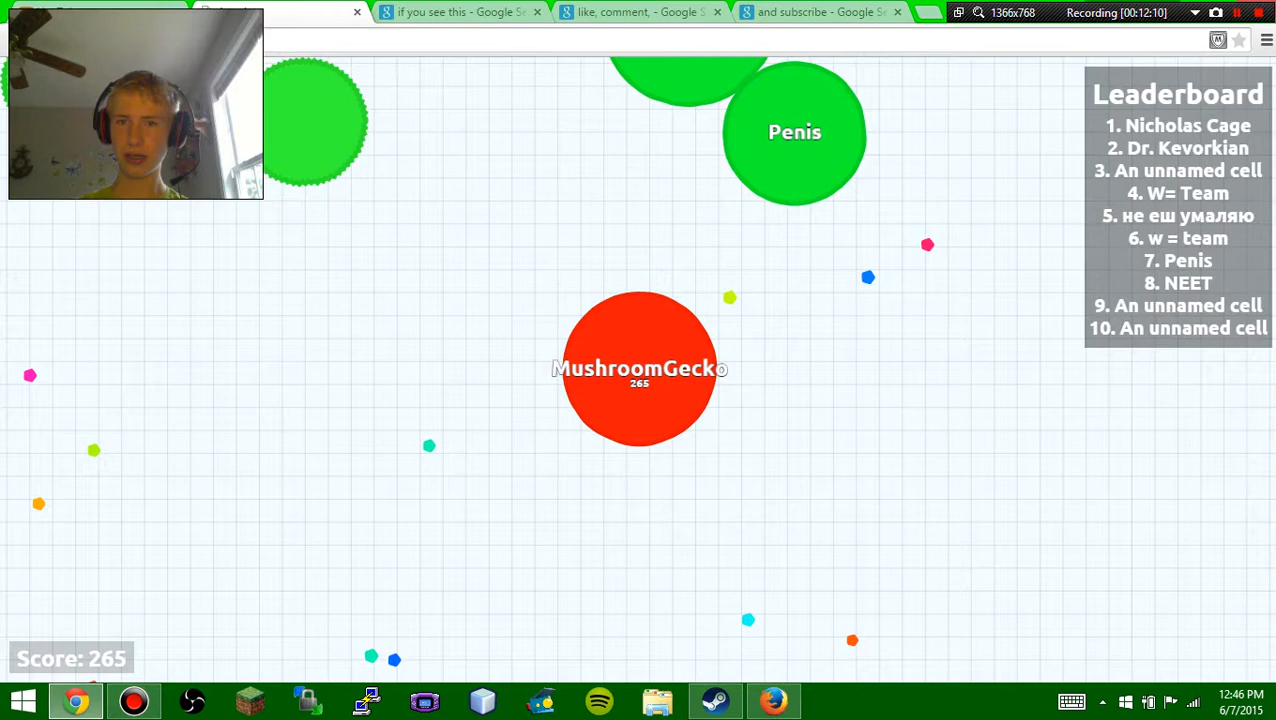 if you see this - Google Se
like, comment, - Google S
and subscribe - Google Se
1366x768
Recording [00:12:10]
Leaderboard
1. Nicholas Cage
2. Dr. Kevorkian
3. An unnamed cell
4. W= Team
5. не еш умаляю
6. w = team
7. Penis
8. NEET
9. An unnamed cell
10. An unnamed cell
Penis
MushroomGecko
265
Score: 265
12:46 PM
6/7/2015